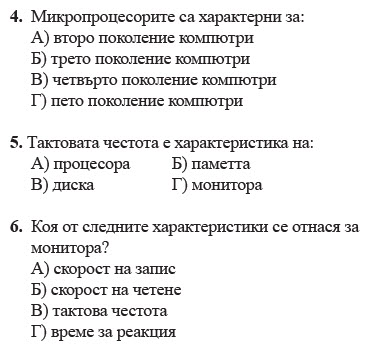 4. Микропроцесорите са характерни за:
А) второ поколение компютри
Б) трето поколение компютри
В) четвърто поколение компютри
Г) пето поколение компютри
5. Тактовата честота е характеристика на:
А) процесора Б) паметта
В) диска Г) монитора
6. Коя от следните характеристики се отнася за
монитора?
А) скорост на запис
Б) скорост на четене
В) тактова честота
Г) време за реакция